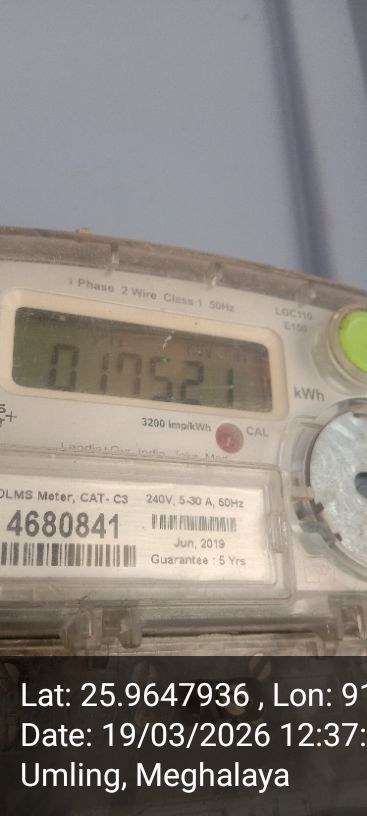 1 Phase 2 Wire Class 1 50Hz
LGC110
E150
017521
kWh
3200 imp/kWh
CAL
DLMS Meter, CAT- C3
240V, 5-30 A, 50Hz
4680841
Jun, 2019
Guarantee : 5 Yrs
Lat: 25.9647936 , Lon: 91
Date: 19/03/2026 12:37:
Umling, Meghalaya